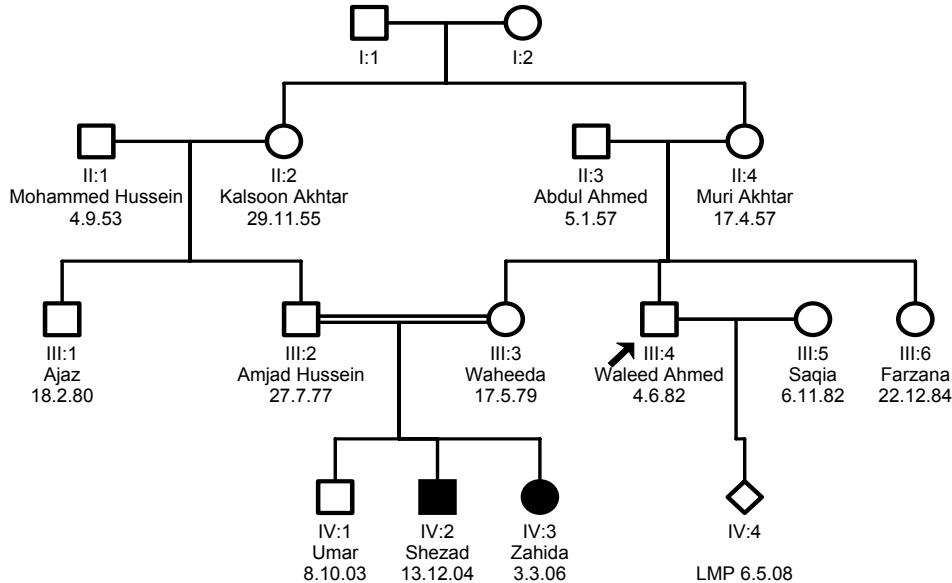 I:1 I:2
II:1 II:2 II:3 II:4
Mohammed Hussein Kalsoon Akhtar Abdul Ahmed Muri Akhtar
4.9.53 29.11.55 5.1.57 17.4.57
III:1 III:2 III:3 III:4 III:5 III:6
Ajaz Amjad Hussein Waheeda Waleed Ahmed Saqia Farzana
18.2.80 27.7.77 17.5.79 4.6.82 6.11.82 22.12.84
IV:1 IV:2 IV:3 IV:4
Umar Shezad Zahida
8.10.03 13.12.04 3.3.06 LMP 6.5.08